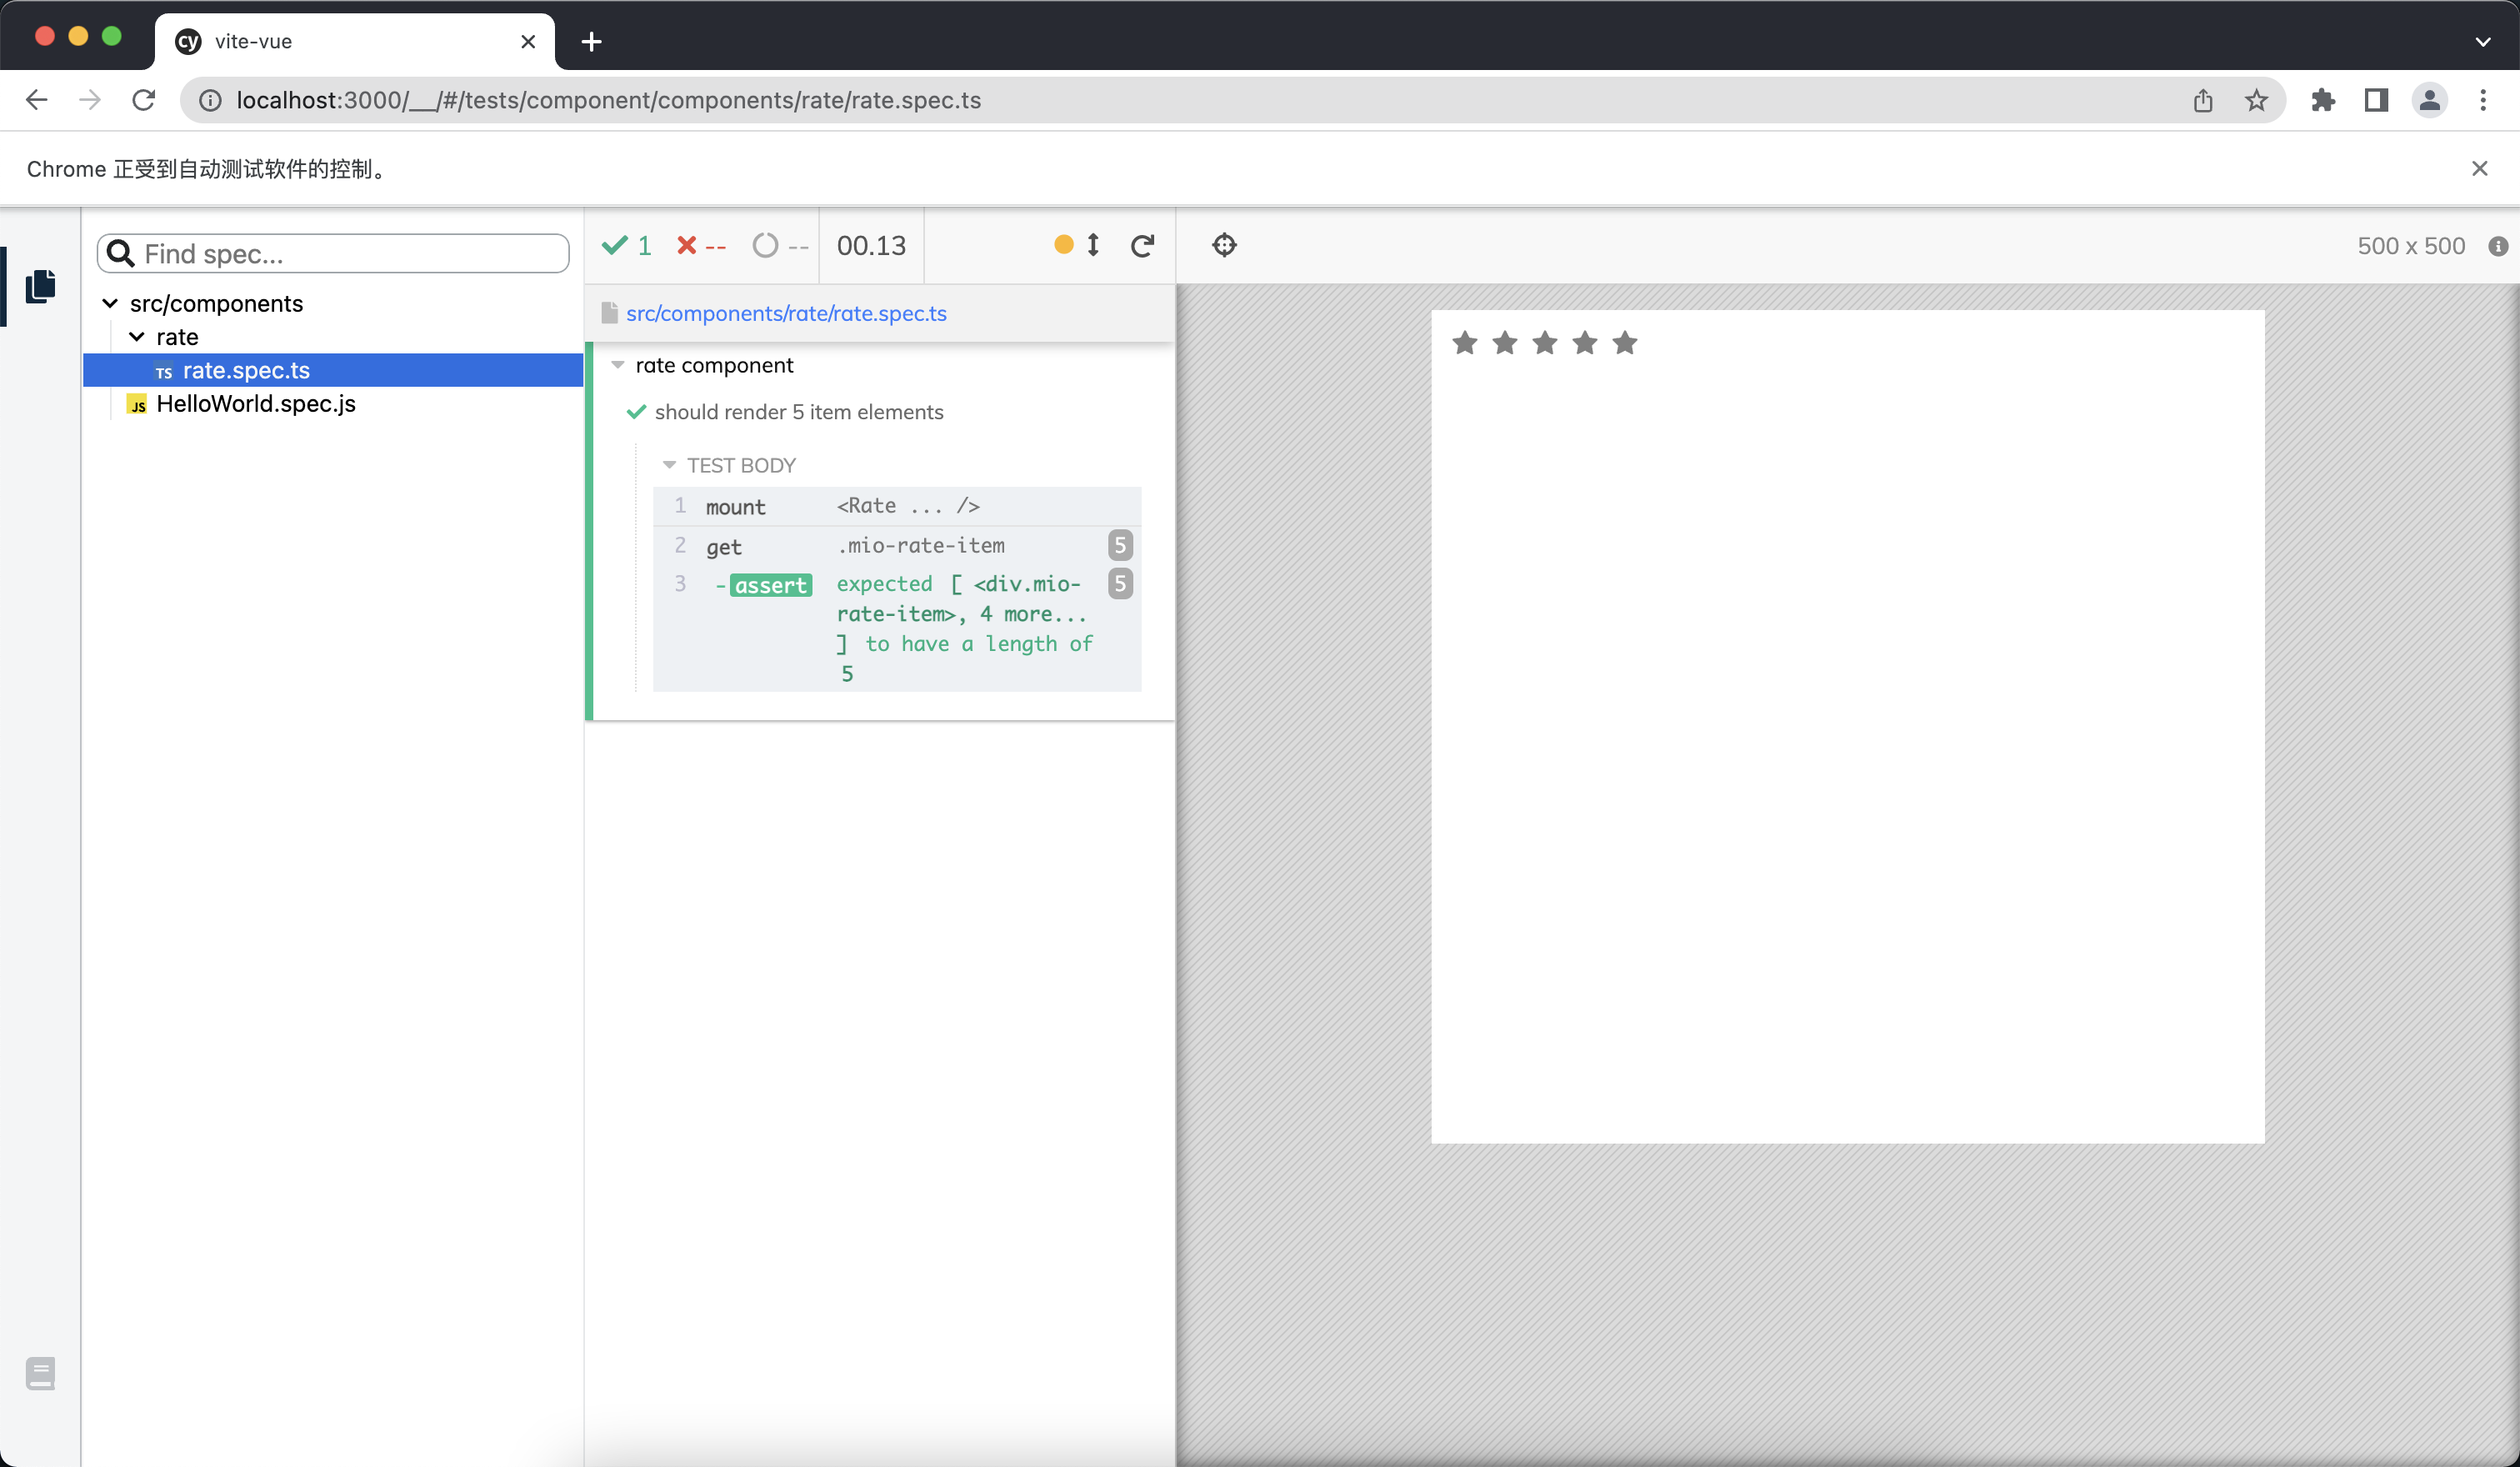 cy vite-vue
localhost:3000/__/#/tests/component/components/rate/rate.spec.ts
Chrome 正受到自动测试软件的控制。
Find spec...
src/components
rate
TS rate.spec.ts
JS HelloWorld.spec.js
1 -- -- 00.13
500 x 500
src/components/rate/rate.spec.ts
rate component
should render 5 item elements
TEST BODY
1 mount <Rate ... />
2 get .mio-rate-item 5
3 -assert expected [ <div.mio- 5
rate-item>, 4 more...
] to have a length of
5